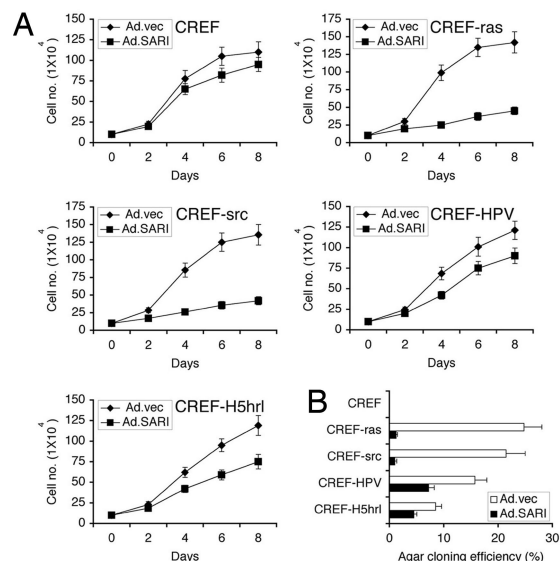 A
CREF
Ad.vec
Ad.SARI
Cell no. (1X10 4)
150
125
100
75
50
25
0
0 2 4 6 8
Days
CREF-ras
Ad.vec
Ad.SARI
Cell no. (1X10 4)
175
150
125
100
75
50
25
0
0 2 4 6 8
Days
CREF-src
Ad.vec
Ad.SARI
Cell no. (1X10 4)
175
150
125
100
75
50
25
0
0 2 4 6 8
Days
CREF-HPV
Ad.vec
Ad.SARI
Cell no. (1X10 4)
150
125
100
75
50
25
0
0 2 4 6 8
Days
CREF-H5hrl
Ad.vec
Ad.SARI
Cell no. (1X10 4)
150
125
100
75
50
25
0
0 2 4 6 8
Days
B
CREF
CREF-ras
CREF-src
CREF-HPV
CREF-H5hrl
Ad.vec
Ad.SARI
0 10 20 30
Agar cloning efficiency (%)